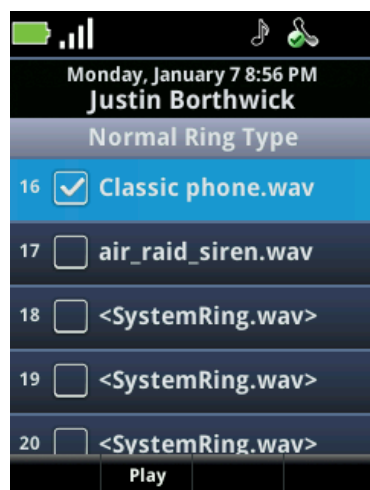 Monday, January 7 8:56 PM
Justin Borthwick
Normal Ring Type
16 Classic phone.wav
17 air_raid_siren.wav
18 <SystemRing.wav>
19 <SystemRing.wav>
20 <SystemRing.wav>
Play